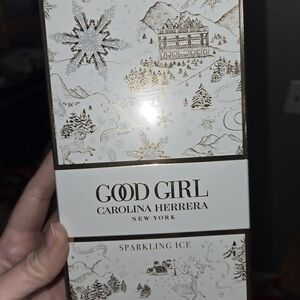 GOOD GIRL
CAROLINA HERRERA
NEW YORK
SPARKLING ICE